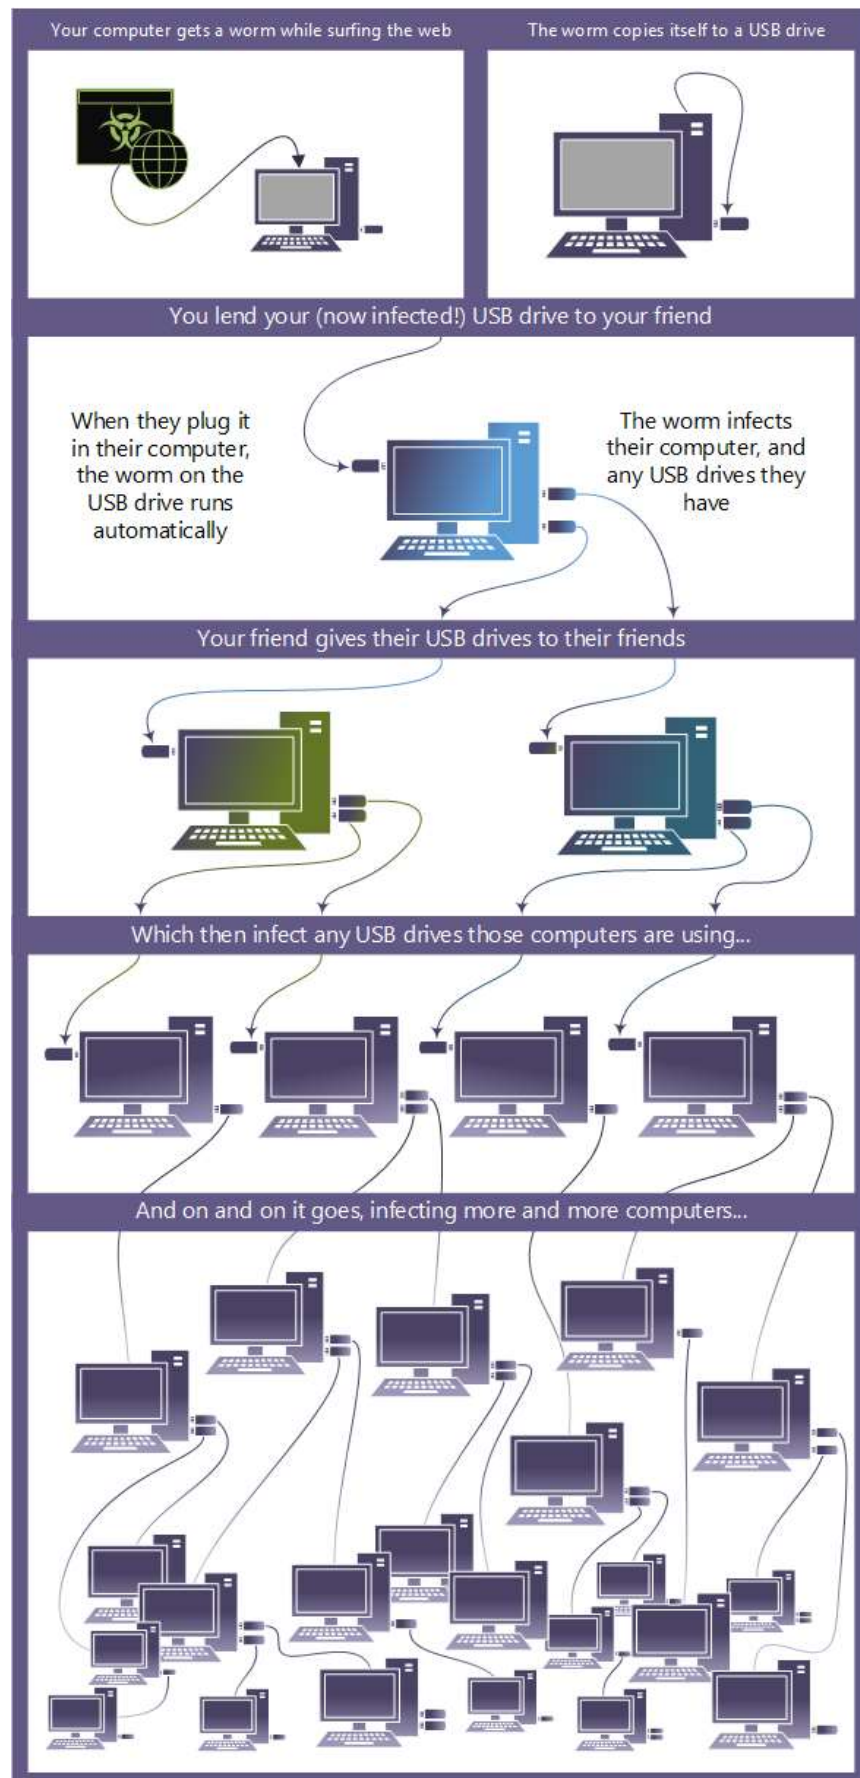 Your computer gets a worm while surfing the web
The worm copies itself to a USB drive
You lend your (now infected!) USB drive to your friend
When they plug it
in their computer,
the worm on the
USB drive runs
automatically
The worm infects
their computer, and
any USB drives they
have
Your friend gives their USB drives to their friends
Which then infect any USB drives those computers are using...
And on and on it goes, infecting more and more computers...